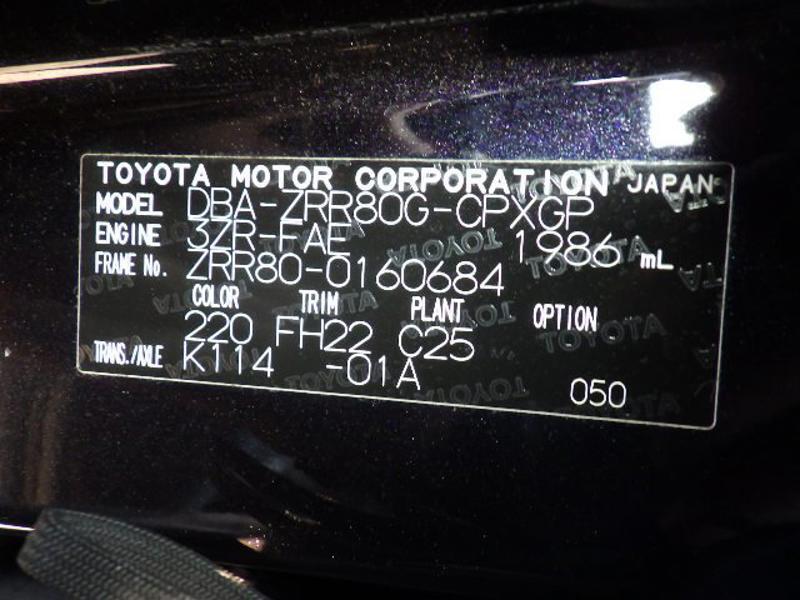 TOYOTA MOTOR CORPORATION JAPAN
MODEL DBA-ZRR80G-CPXGP
ENGINE 3ZR-FAE 1986 mL
FRAME No. ZRR80-0160684
COLOR TRIM PLANT OPTION
220 FH22 C25
TRANS./AXLE K114 -01A
050